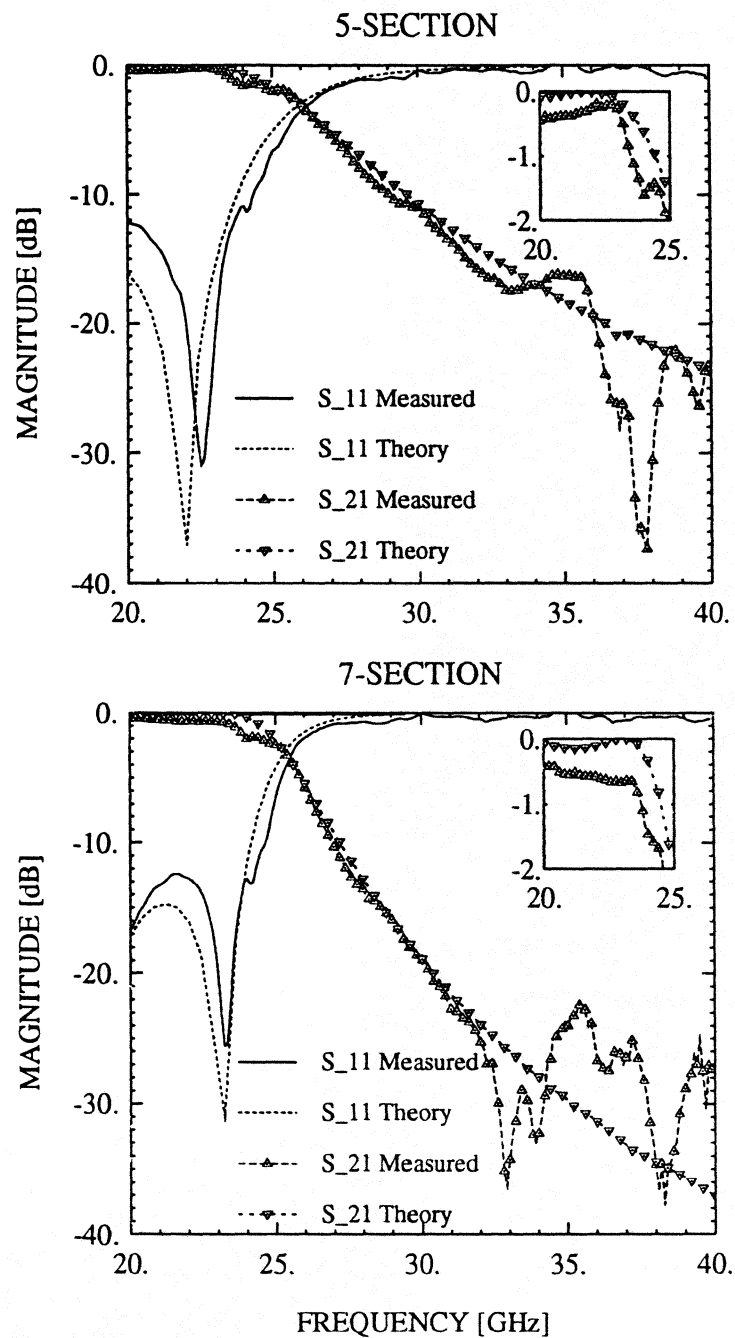 5-SECTION
0.
-10.
-20.
-30.
-40.
MAGNITUDE [dB]
0.
-1.
-2.
20. 25.
S_11 Measured
S_11 Theory
S_21 Measured
S_21 Theory
20. 25. 30. 35. 40.
7-SECTION
0.
-10.
-20.
-30.
-40.
MAGNITUDE [dB]
0.
-1.
-2.
20. 25.
S_11 Measured
S_11 Theory
S_21 Measured
S_21 Theory
20. 25. 30. 35. 40.
FREQUENCY [GHz]